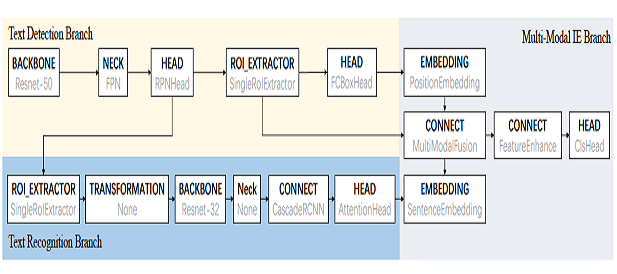 Text Detection Branch
Multi-Modal IE Branch
BACKBONE
Resnet-50
NECK
FPN
HEAD
RPNHead
ROI_EXTRACTOR
SingleRoIExtractor
HEAD
FCBoxHead
EMBEDDING
PositionEmbedding
CONNECT
MultiModalFusion
CONNECT
FeatureEnhance
HEAD
ClsHead
ROI_EXTRACTOR
SingleRoIExtractor
TRANSFORMATION
None
BACKBONE
Resnet-32
Neck
None
CONNECT
CascadeRCNN
HEAD
AttentionHead
EMBEDDING
SentenceEmbedding
Text Recognition Branch